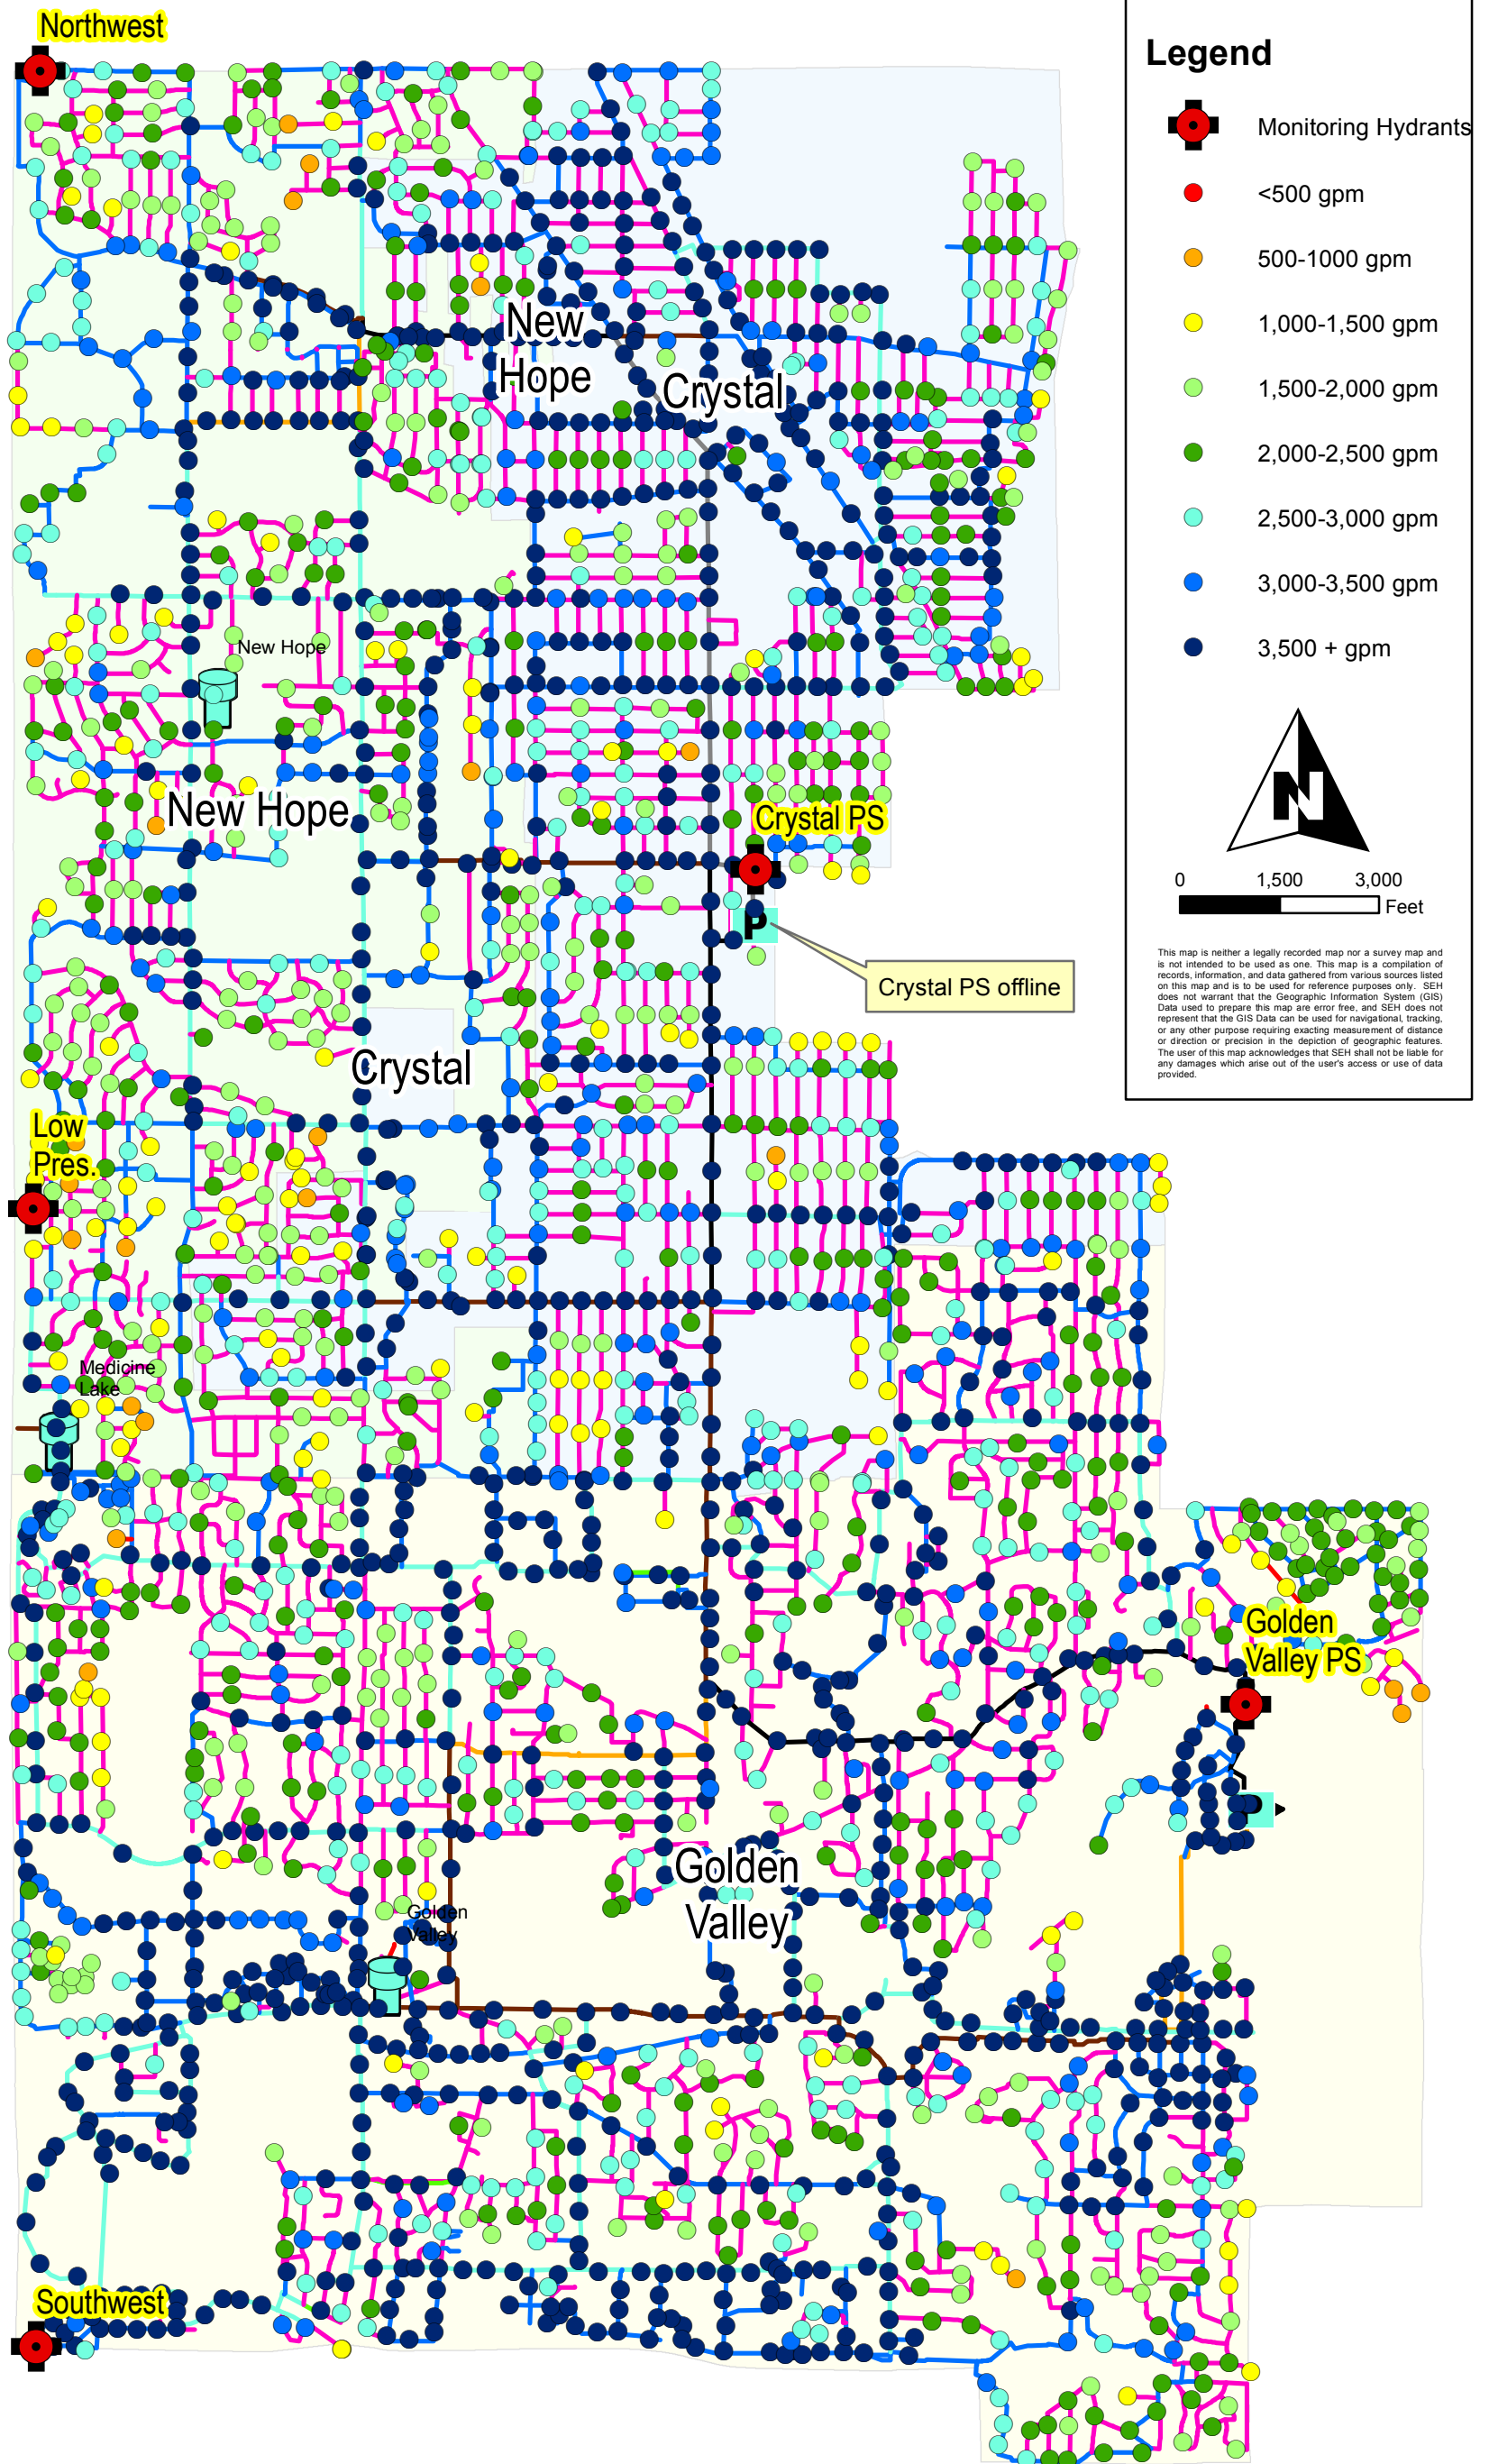 Northwest
Legend
Monitoring Hydrants
<500 gpm
500-1000 gpm
1,000-1,500 gpm
1,500-2,000 gpm
2,000-2,500 gpm
2,500-3,000 gpm
3,000-3,500 gpm
3,500 + gpm
N
0 1,500 3,000
Feet
This map is neither a legally recorded map nor a survey map and
is not intended to be used as one. This map is a compilation of
records, information, and data gathered from various sources listed
on this map and is to be used for reference purposes only. SEH
does not warrant that the Geographic Information System (GIS)
Data used to prepare this map are error free, and SEH does not
represent that the GIS Data can be used for navigational, tracking,
or any other purpose requiring exacting measurement of distance
or direction or precision in the depiction of geographic features.
The user of this map acknowledges that SEH shall not be liable for
any damages which arise out of the user's access or use of data
provided.
New
Hope
Crystal
New Hope
New Hope
Crystal PS
P
Crystal PS offline
Crystal
Low
Pres.
Medicine
Lake
Golden
Valley PS
P
Golden
Valley
Golden
Valley
Southwest